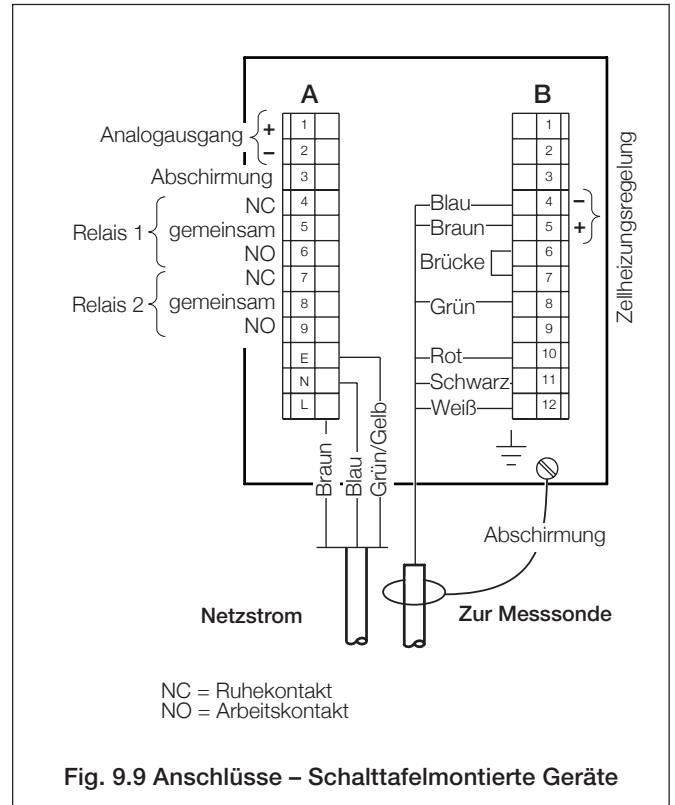 A
B
Analogausgang + 1
− 2
Abschirmung 3
Relais 1
NC 4
gemeinsam 5
NO 6
Relais 2
NC 7
gemeinsam 8
NO 9
E
N
L
1
2
3
Blau 4 −
Braun 5 +
Brücke 6
7
Grün 8
9
Rot 10
Schwarz 11
Weiß 12
Zellheizungsregelung
Braun
Blau
Grün/Gelb
Abschirmung
Netzstrom
Zur Messsonde
NC = Ruhekontakt
NO = Arbeitskontakt
Fig. 9.9 Anschlüsse – Schalttafelmontierte Geräte